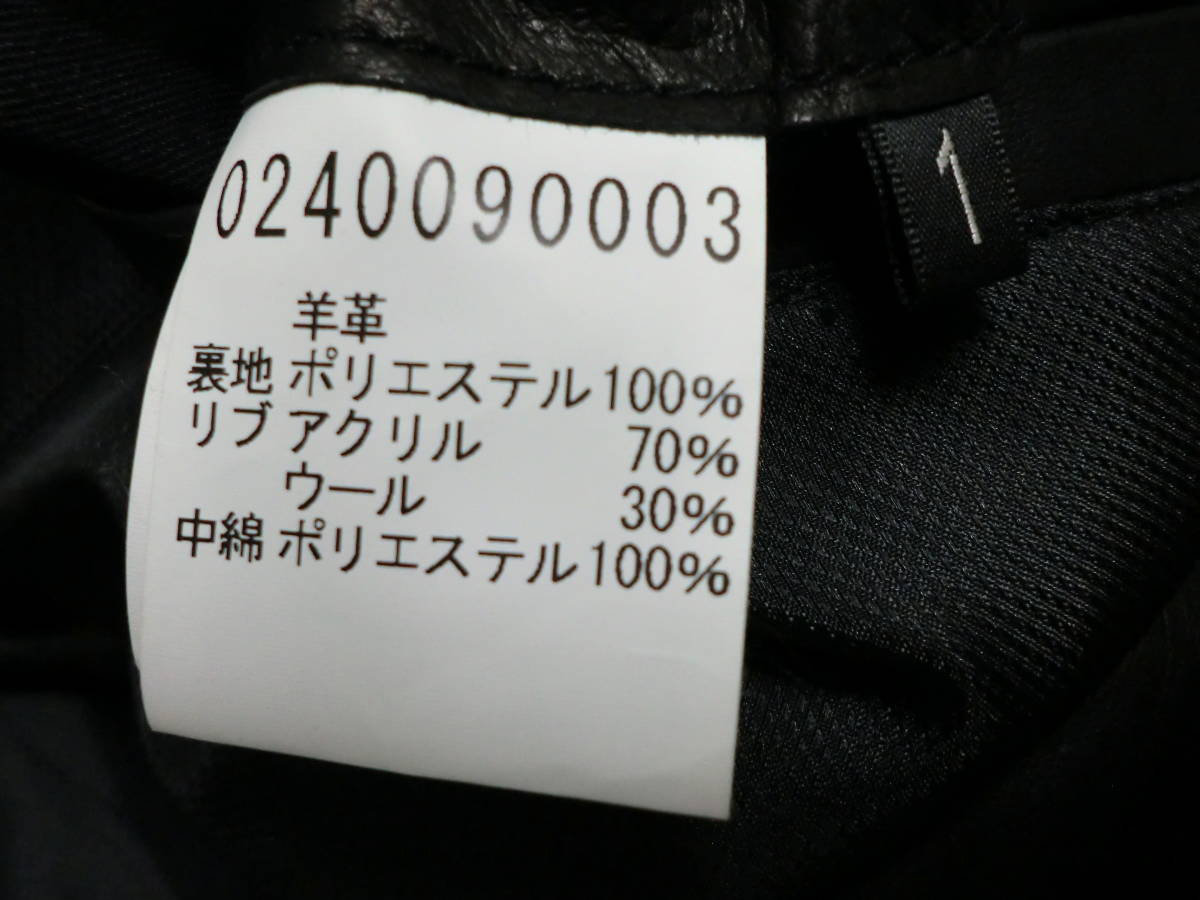 0240090003
1
羊革
裏地 ポリエステル100%
リブ アクリル 70%
ウール 30%
中綿 ポリエステル100%